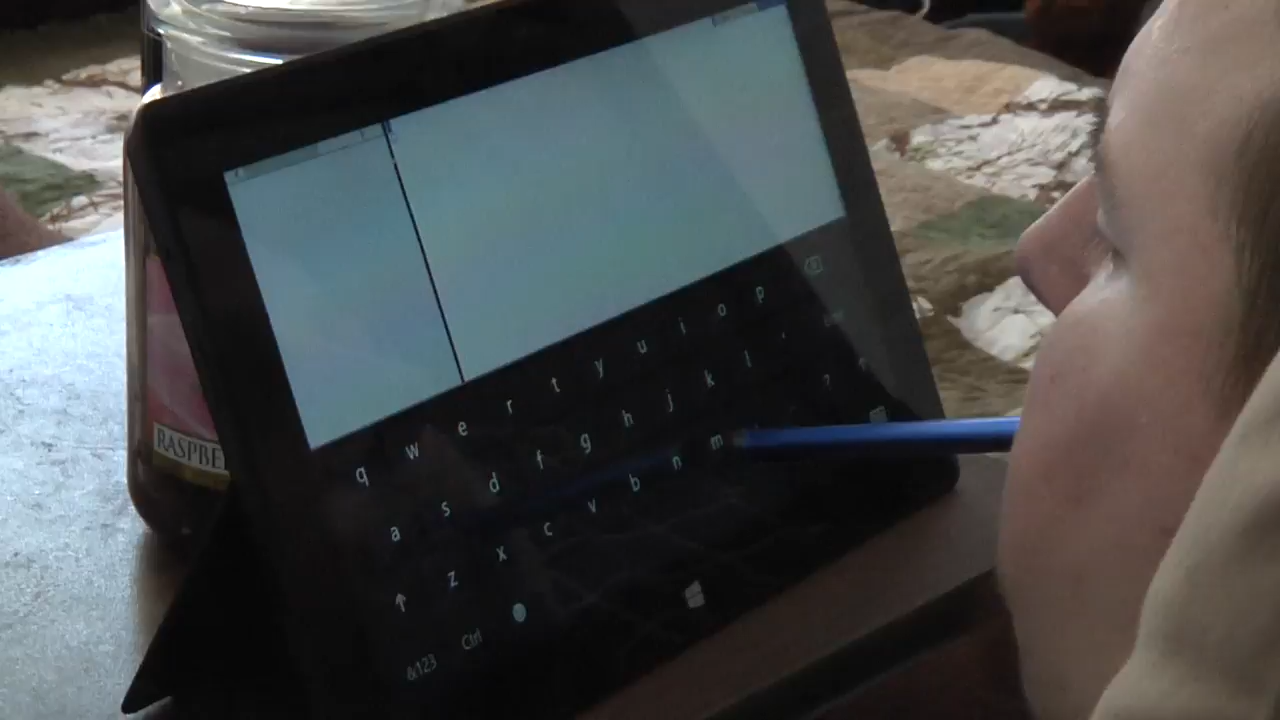 q w e r t y u i o p
a s d f g h j k l '
z x c v b n m ?
&123 Ctrl
RASPBE